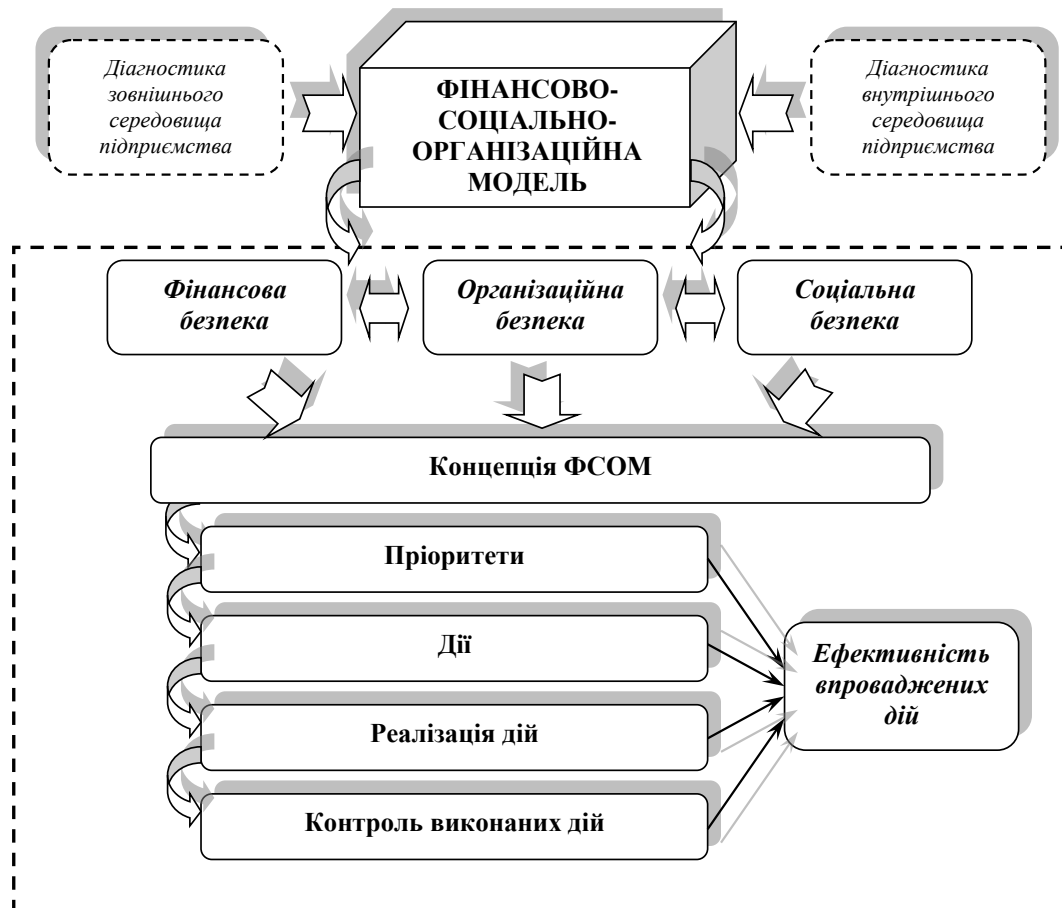 Діагностика
зовнішнього
середовища
підприємства
ФІНАНСОВО-
СОЦІАЛЬНО-
ОРГАНІЗАЦІЙНА
МОДЕЛЬ
Діагностика
внутрішнього
середовища
підприємства
Фінансова
безпека
Організаційна
безпека
Соціальна
безпека
Концепція ФСОМ
Пріоритети
Дії
Реалізація дій
Контроль виконаних дій
Ефективність
впроваджених
дій